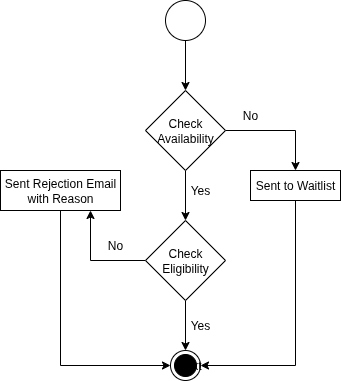 Check
Availability
No
Yes
Sent Rejection Email
with Reason
Sent to Waitlist
No
Check
Eligibility
Yes